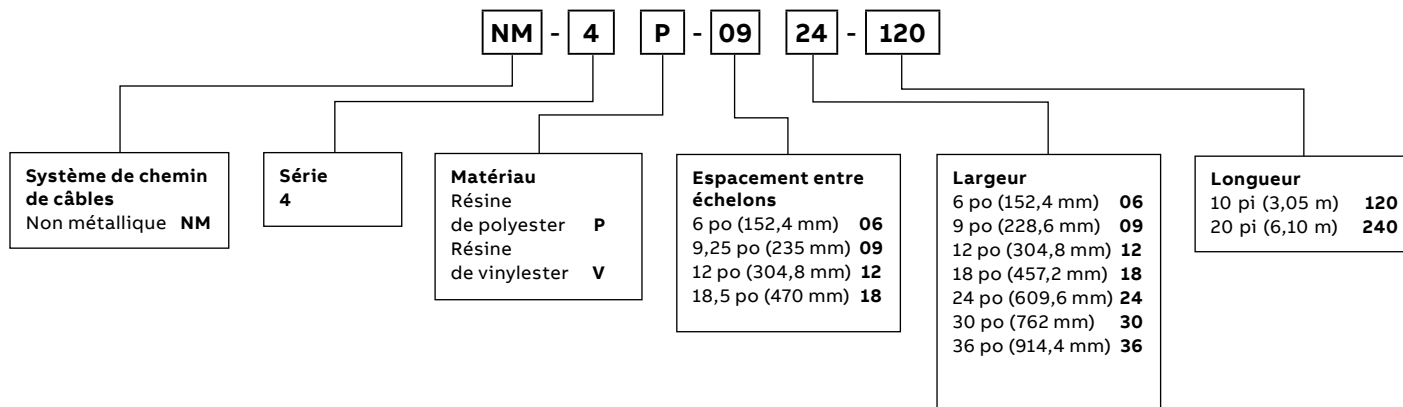 NM - 4 P - 09 24 - 120
Système de chemin
de câbles
Non métallique NM
Série
4
Matériau
Résine
de polyester P
Résine
de vinylester V
Espacement entre
échelons
6 po (152,4 mm) 06
9,25 po (235 mm) 09
12 po (304,8 mm) 12
18,5 po (470 mm) 18
Largeur
6 po (152,4 mm) 06
9 po (228,6 mm) 09
12 po (304,8 mm) 12
18 po (457,2 mm) 18
24 po (609,6 mm) 24
30 po (762 mm) 30
36 po (914,4 mm) 36
Longueur
10 pi (3,05 m) 120
20 pi (6,10 m) 240